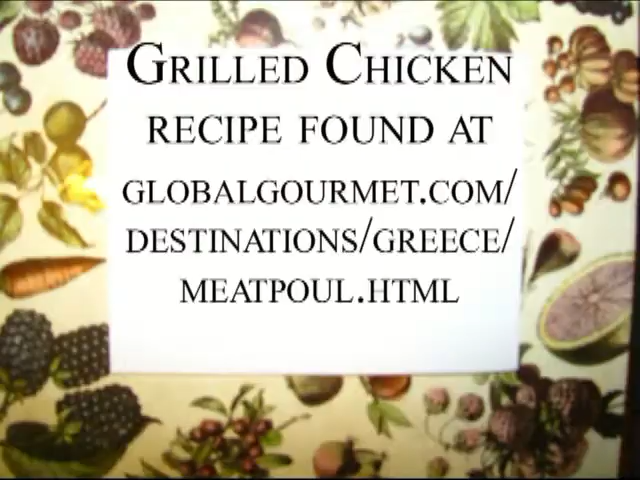 Grilled Chicken
recipe found at
globalgourmet.com/
destinations/greece/
meatpoul.html